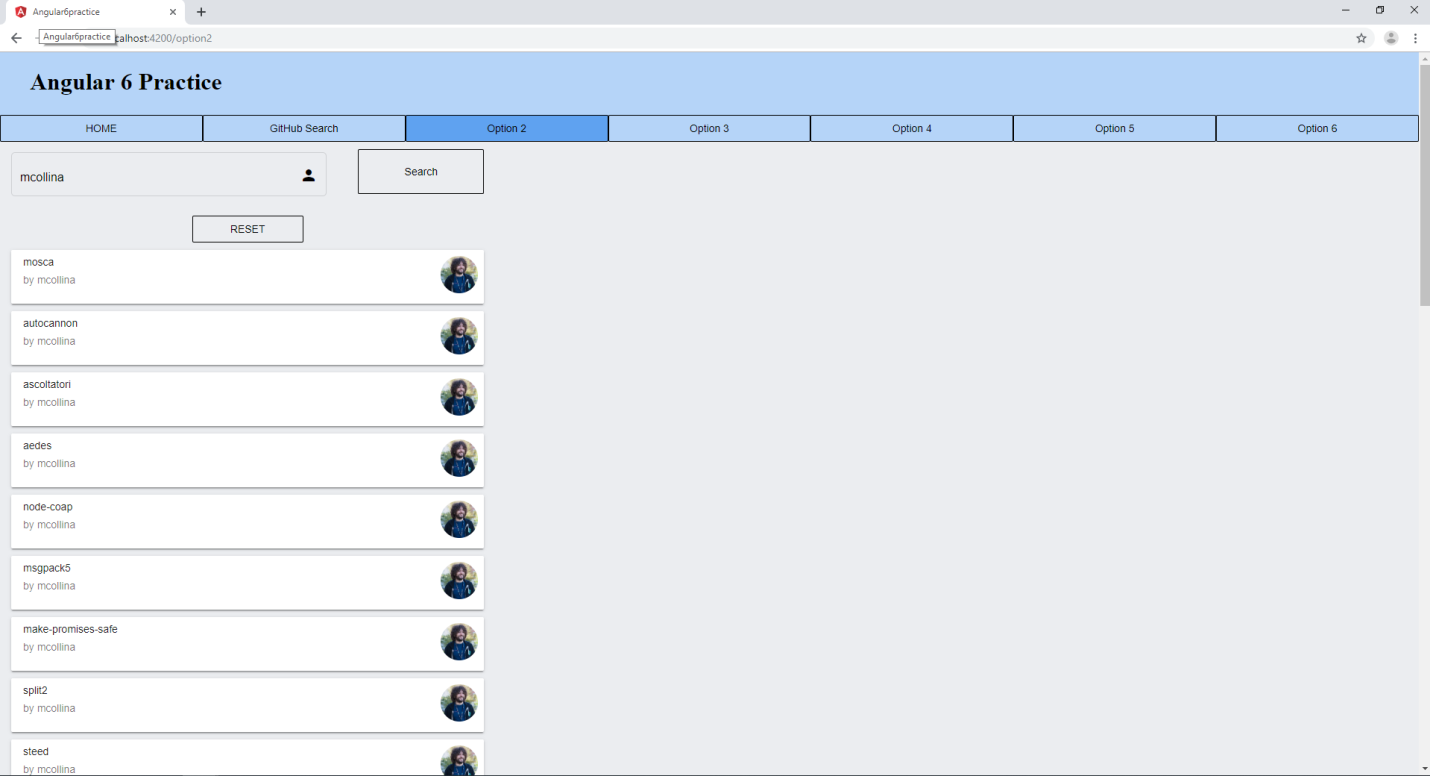 Angular6practice
Angular6practice
calhost:4200/option2
Angular 6 Practice
HOME
GitHub Search
Option 2
Option 3
Option 4
Option 5
Option 6
mcollina
Search
RESET
mosca
by mcollina
autocannon
by mcollina
ascoltatori
by mcollina
aedes
by mcollina
node-coap
by mcollina
msgpack5
by mcollina
make-promises-safe
by mcollina
split2
by mcollina
steed
by mcollina